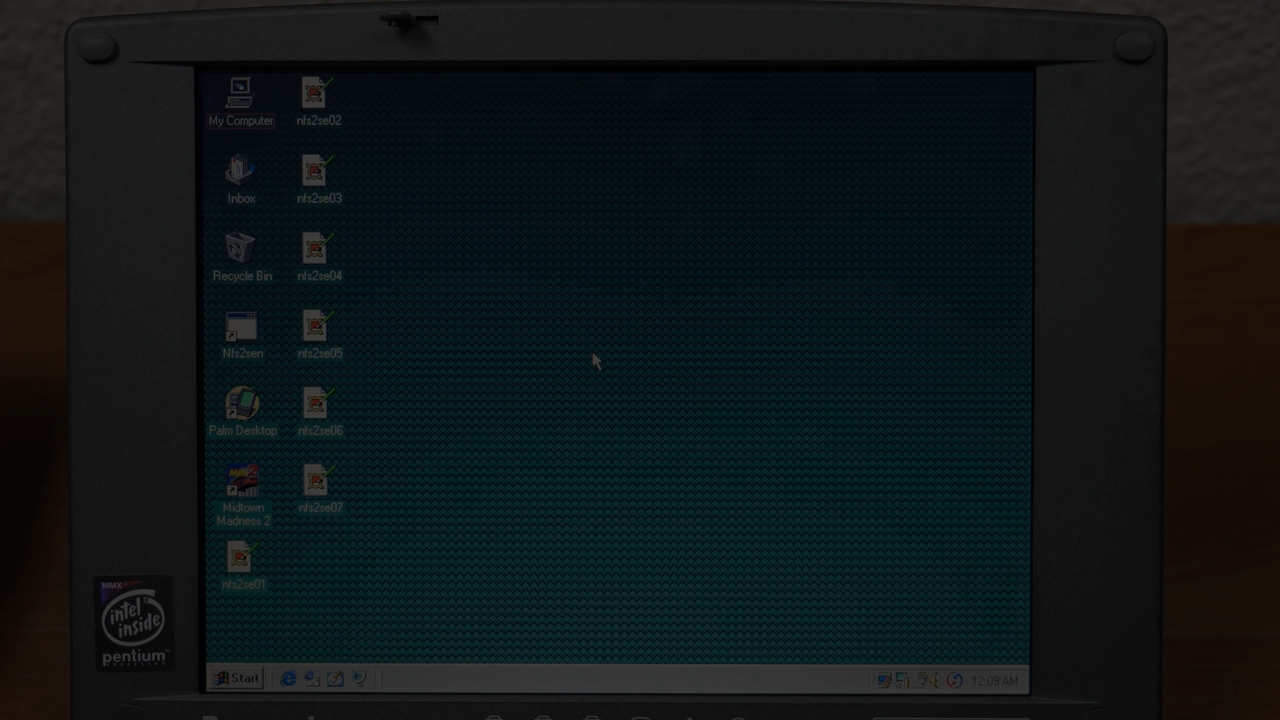 My Computer
nfs2se02
Inbox
nfs2se03
Recycle Bin
nfs2se04
Nfs2sen
nfs2se05
Palm Desktop
nfs2se06
Midtown
Madness 2
nfs2se07
nfs2se01
MMX
intel
inside
pentium
Start
12:09 AM